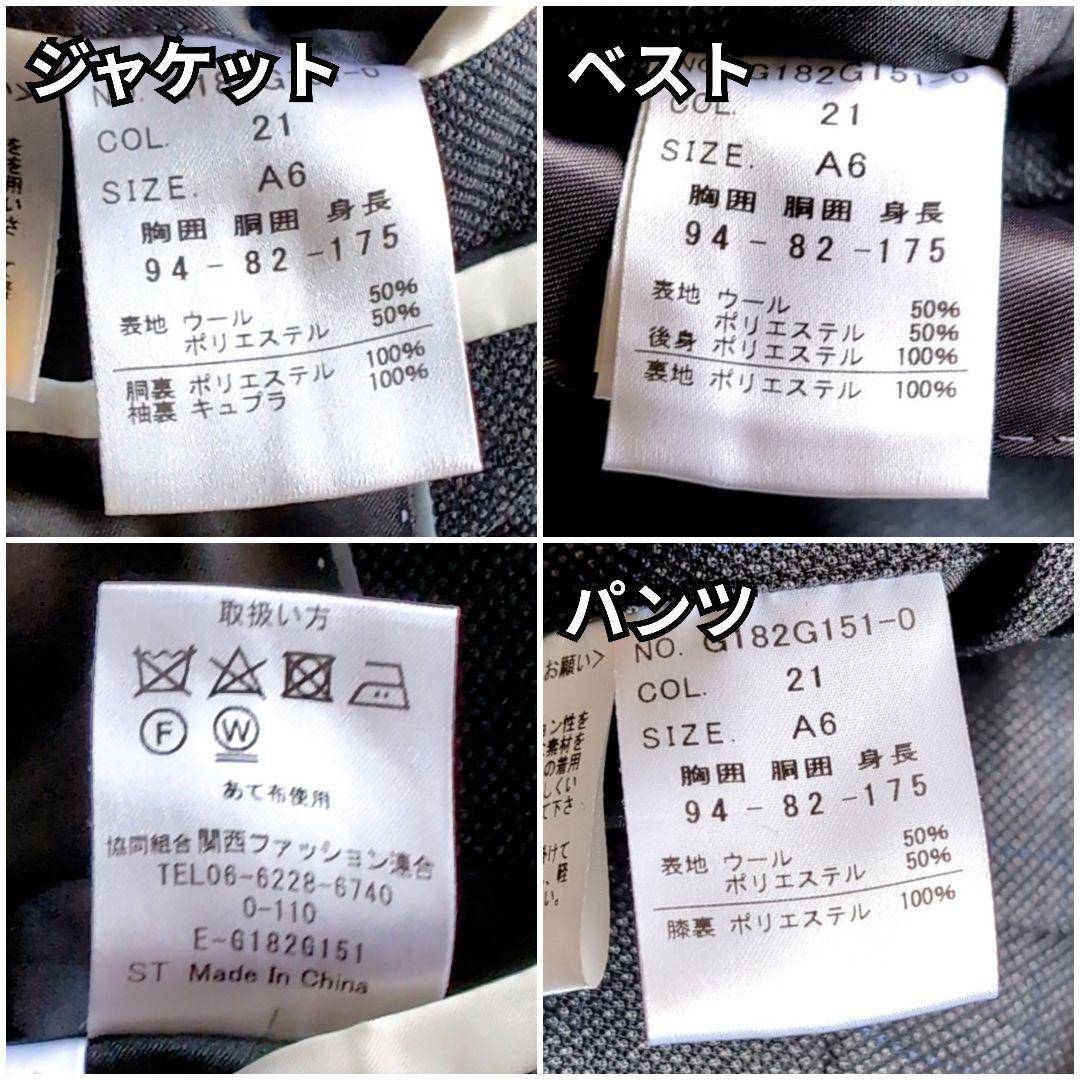 ジャケット
COL. 21
SIZE. A6
胸囲 胴囲 身長
94 - 82 - 175
表地 ウール 50%
ポリエステル 50%
胴裏 ポリエステル 100%
袖裏 キュプラ 100%
ベスト
NO. G182G151-0
COL. 21
SIZE. A6
胸囲 胴囲 身長
94 - 82 - 175
表地 ウール 50%
ポリエステル 50%
後身 ポリエステル 100%
裏地 ポリエステル 100%
取扱い方
F W
あて布使用
協同組合関西ファッション連合
TEL06-6228-6740
0-110
E-G182G151
ST Made In China
パンツ
お願い>
NO. G182G151-0
COL. 21
SIZE. A6
胸囲 胴囲 身長
94 - 82 - 175
表地 ウール 50%
ポリエステル 50%
膝裏 ポリエステル 100%